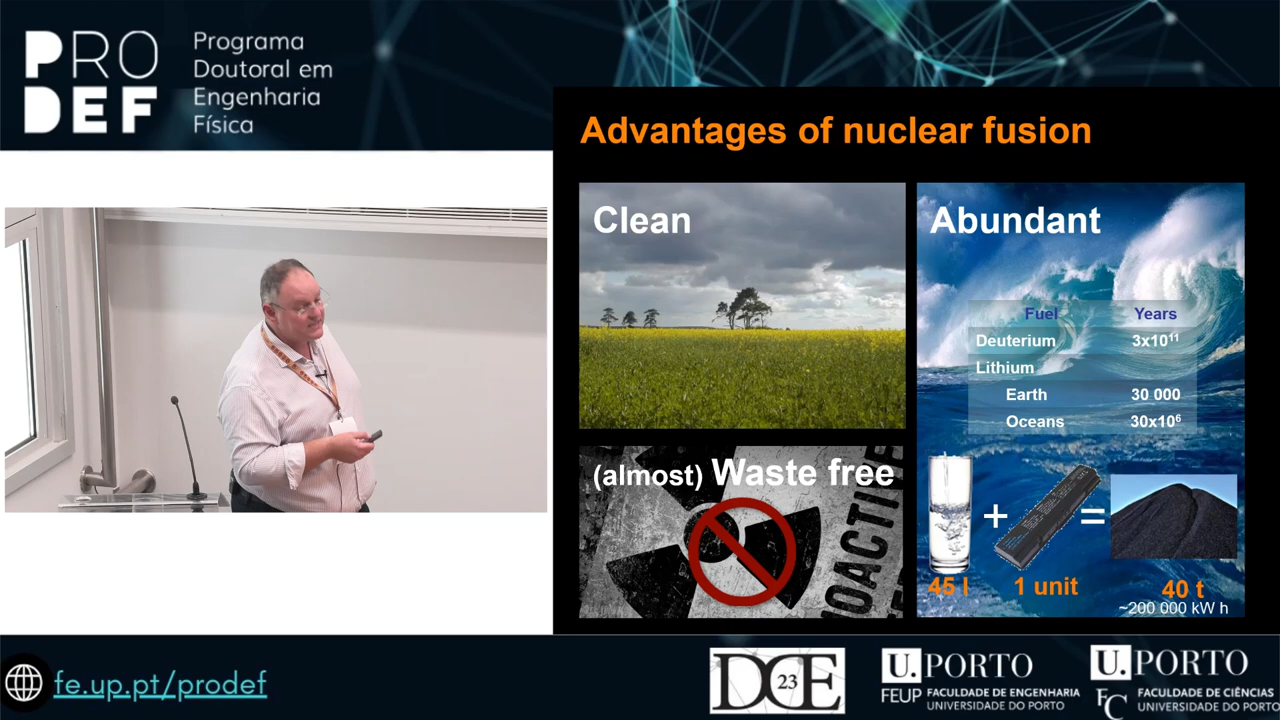 PRO
DEF
Programa
Doutoral em
Engenharia
Física
Advantages of nuclear fusion
Clean
Abundant
Fuel Years
Deuterium 3x10¹¹
Lithium
Earth 30 000
Oceans 30x10⁶
(almost) Waste free
45 l + 1 unit = 40 t
~200 000 kW h
fe.up.pt/prodef
D23E
U.PORTO
FEUP FACULDADE DE ENGENHARIA
UNIVERSIDADE DO PORTO
U.PORTO
FC FACULDADE DE CIÊNCIAS
UNIVERSIDADE DO PORTO